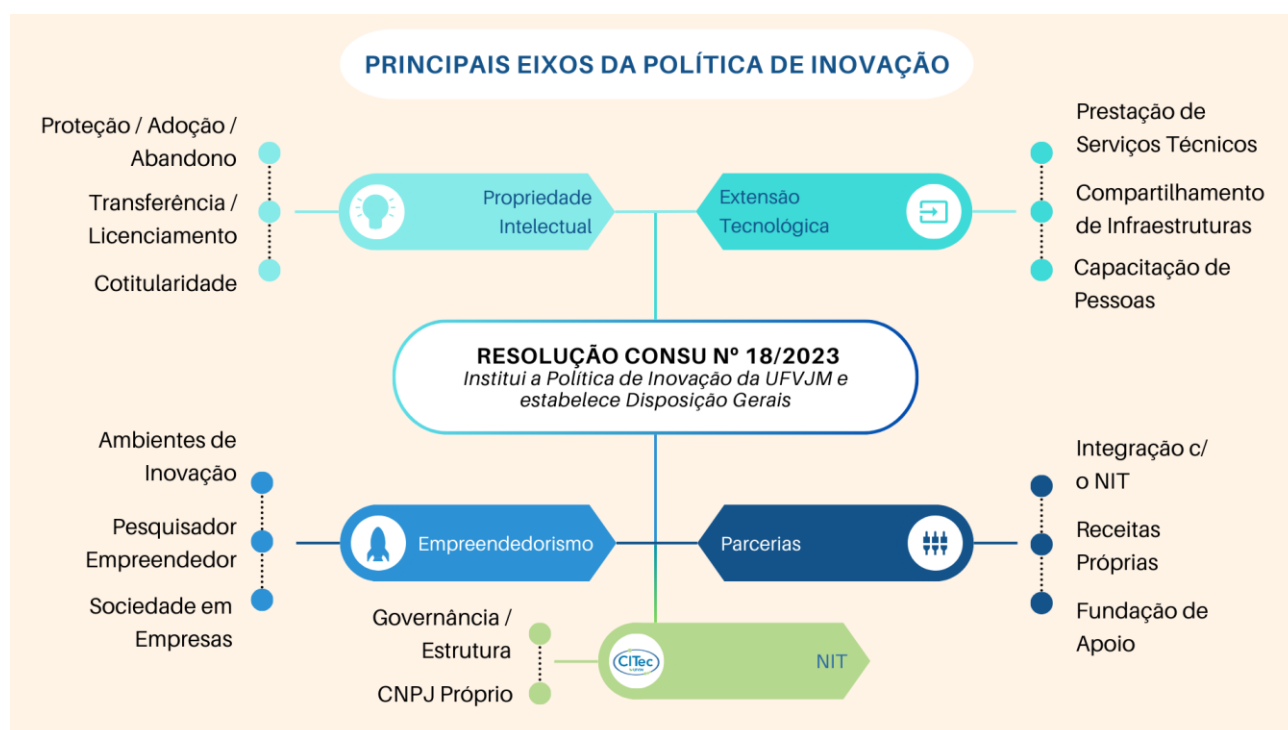 PRINCIPAIS EIXOS DA POLÍTICA DE INOVAÇÃO
Proteção / Adoção /
Abandono
Transferência /
Licenciamento
Cotitularidade
Propriedade
Intelectual
Extensão
Tecnológica
Prestação de
Serviços Técnicos
Compartilhamento
de Infraestruturas
Capacitação de
Pessoas
RESOLUÇÃO CONSU Nº 18/2023
Institui a Política de Inovação da UFVJM e
estabelece Disposição Gerais
Ambientes de
Inovação
Pesquisador
Empreendedor
Sociedade em
Empresas
Empreendedorismo
Parcerias
Integração c/
o NIT
Receitas
Próprias
Fundação de
Apoio
Governância /
Estrutura
CNPJ Próprio
CITec
NIT